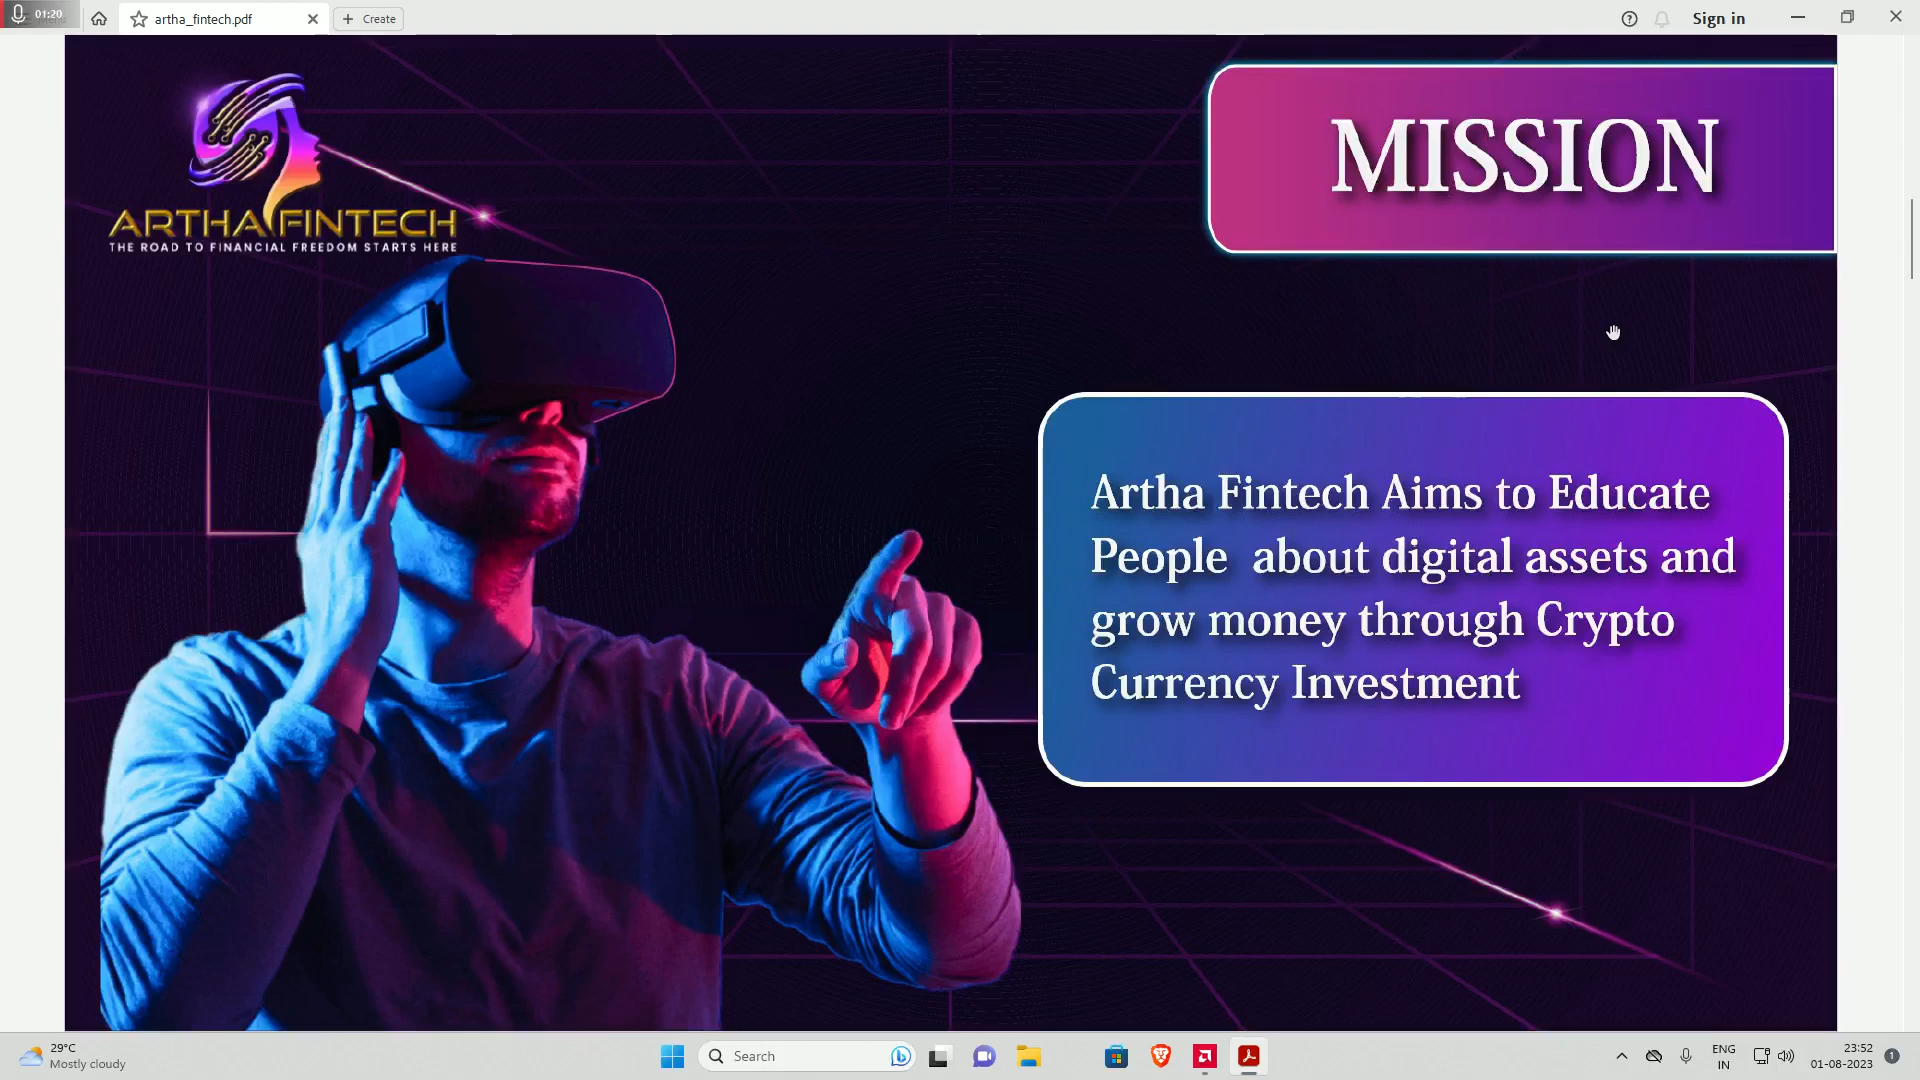 01:20
artha_fintech.pdf
Create
Sign in
ARTHA FINTECH
THE ROAD TO FINANCIAL FREEDOM STARTS HERE
MISSION
Artha Fintech Aims to Educate
People about digital assets and
grow money through Crypto
Currency Investment
29°C
Mostly cloudy
Search
ENG
IN
23:52
01-08-2023
1